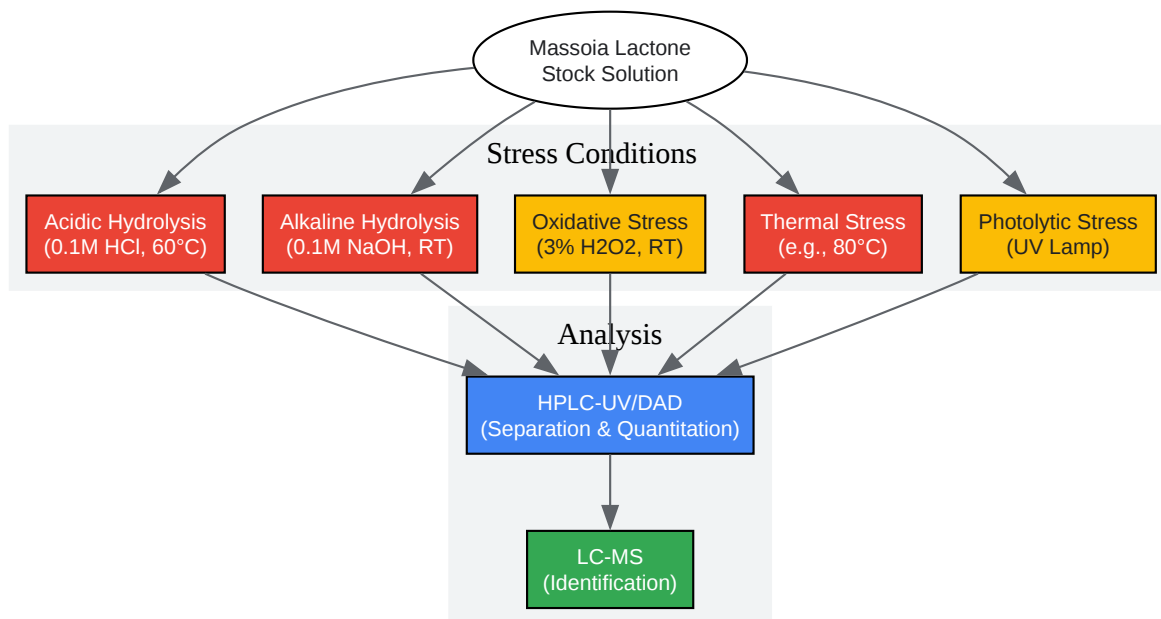 Massoia Lactone
Stock Solution
Stress Conditions
Acidic Hydrolysis
(0.1M HCl, 60°C)
Alkaline Hydrolysis
(0.1M NaOH, RT)
Oxidative Stress
(3% H2O2, RT)
Thermal Stress
(e.g., 80°C)
Photolytic Stress
(UV Lamp)
Analysis
HPLC-UV/DAD
(Separation & Quantitation)
LC-MS
(Identification)